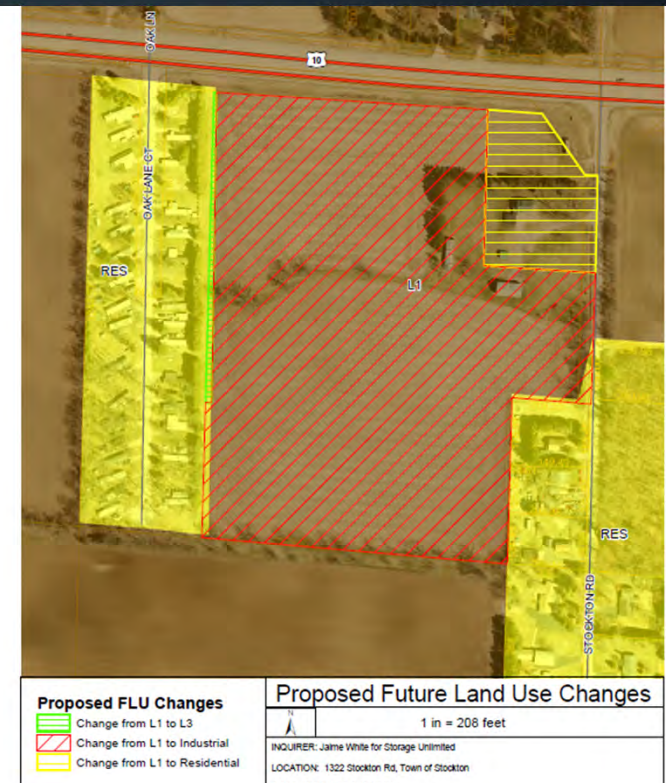 OAK LN
10
OAK LANE CT
RES
L1
RES
STOCKTON RD
Proposed FLU Changes
Change from L1 to L3
Change from L1 to Industrial
Change from L1 to Residential
Proposed Future Land Use Changes
N
1 in = 208 feet
INQUIRER: Jaime White for Storage Unlimited
LOCATION: 1322 Stockton Rd, Town of Stockton